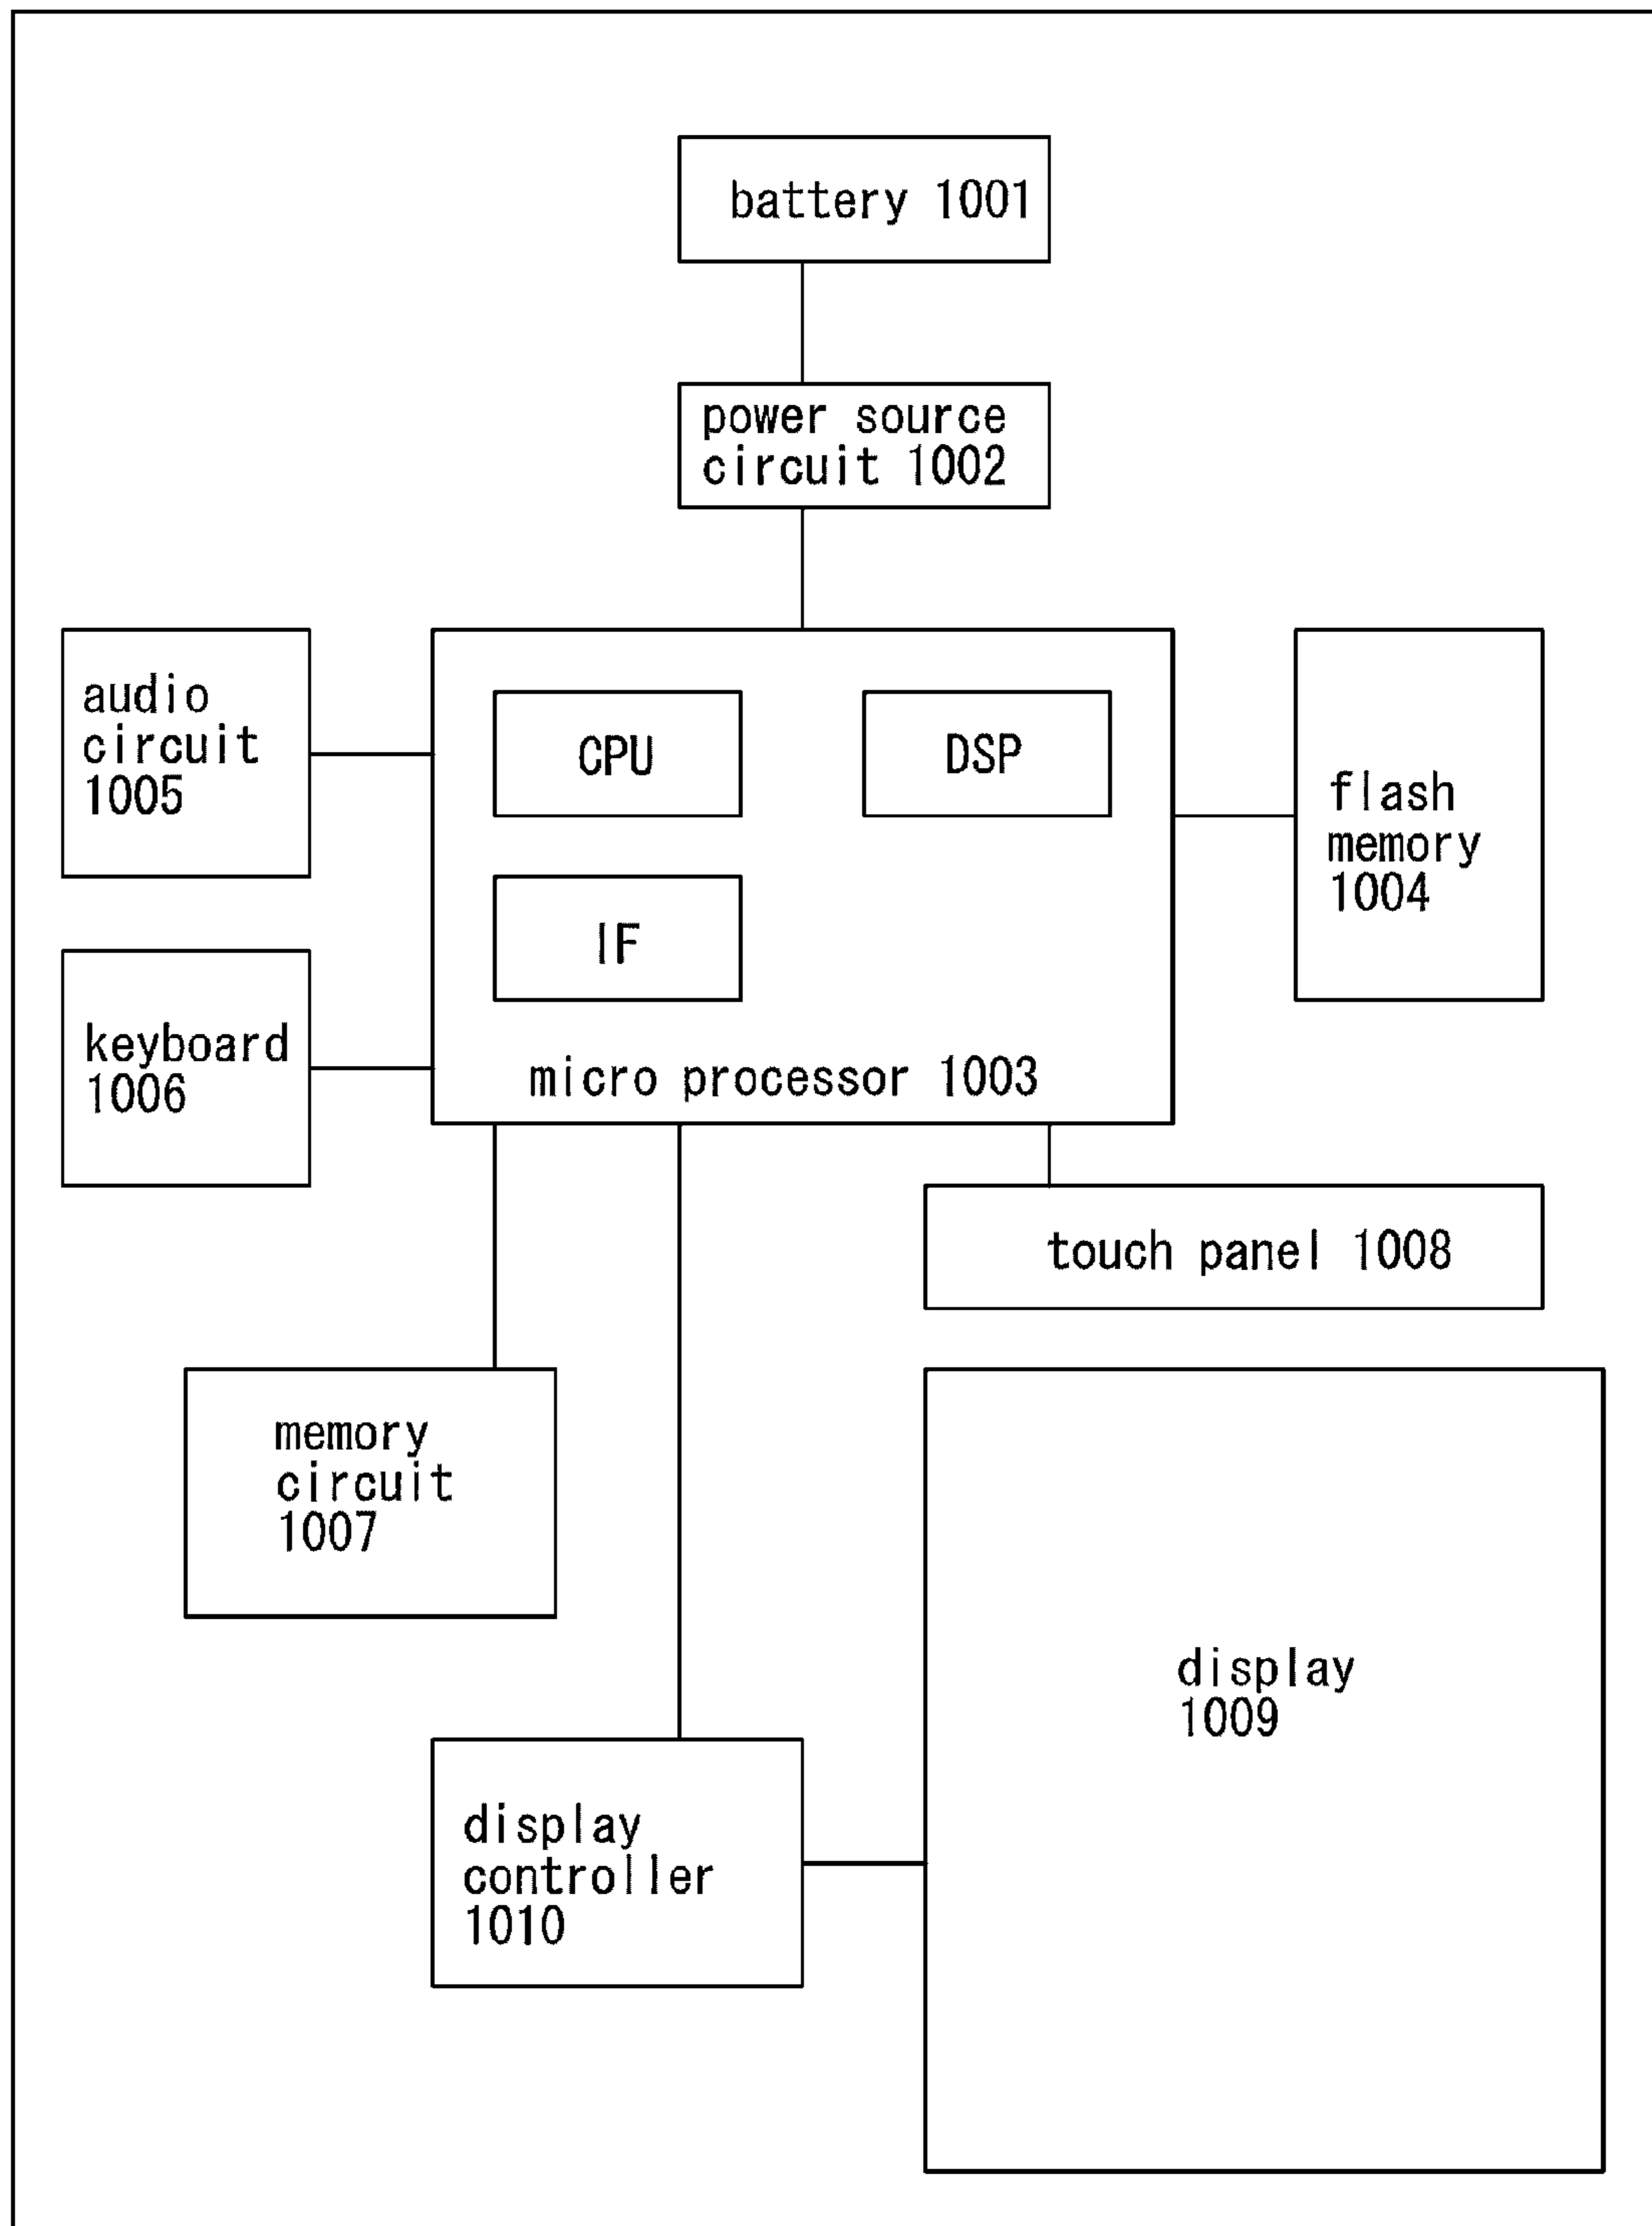 battery 1001
power source
circuit 1002
audio
circuit
1005
CPU
DSP
flash
memory
1004
IF
keyboard
1006
micro processor 1003
touch panel 1008
memory
circuit
1007
display
1009
display
controller
1010